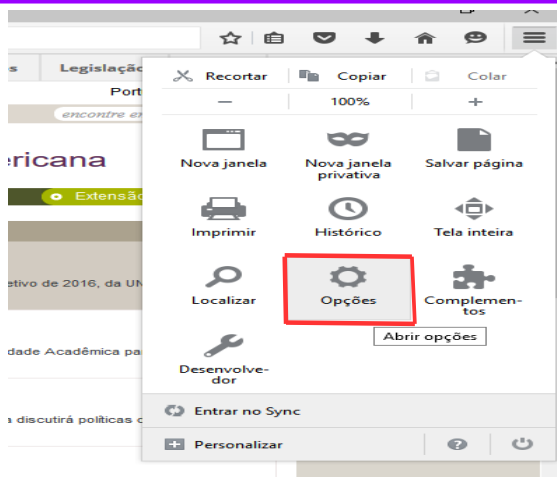 s Legislação
Port
encontre en
ericana
Extensão
etivo de 2016, da UN
dade Acadêmica pa
a discutirá políticas d
Recortar Copiar Colar
− 100% +
Nova janela Nova janela privativa Salvar página
Imprimir Histórico Tela inteira
Localizar Opções Complemen-
tos
Abrir opções
Desenvolve-
dor
Entrar no Sync
+ Personalizar ?